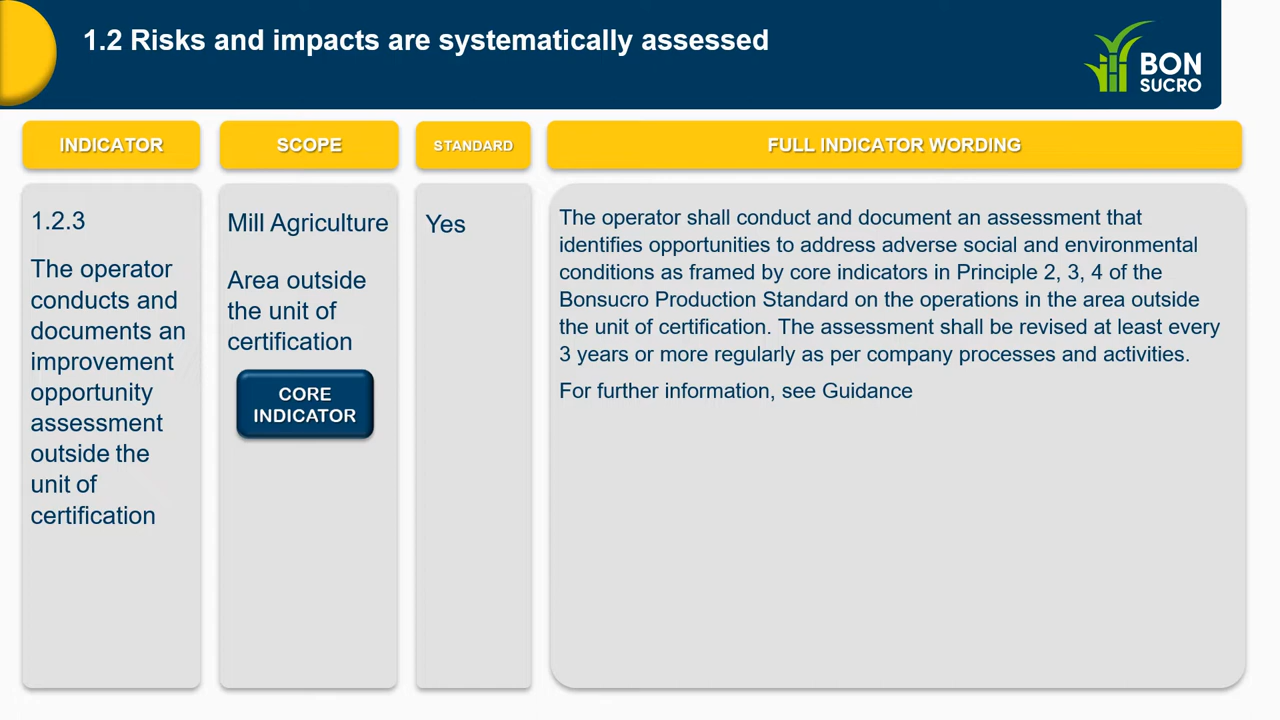 1.2 Risks and impacts are systematically assessed
BON
SUCRO
INDICATOR
SCOPE
STANDARD
FULL INDICATOR WORDING
1.2.3
The operator
conducts and
documents an
improvement
opportunity
assessment
outside the
unit of
certification
Mill Agriculture
Area outside
the unit of
certification
CORE
INDICATOR
Yes
The operator shall conduct and document an assessment that
identifies opportunities to address adverse social and environmental
conditions as framed by core indicators in Principle 2, 3, 4 of the
Bonsucro Production Standard on the operations in the area outside
the unit of certification. The assessment shall be revised at least every
3 years or more regularly as per company processes and activities.
For further information, see Guidance